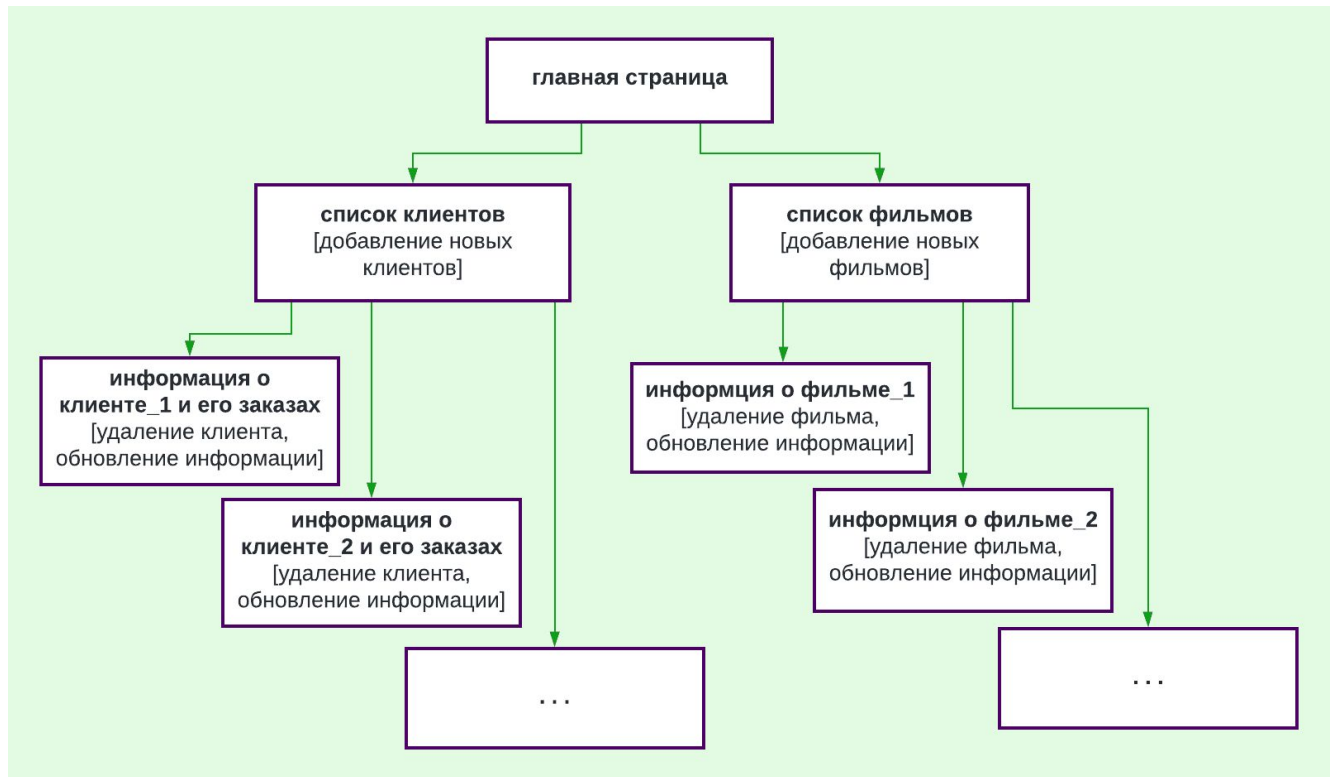 главная страница
список клиентов
[добавление новых
клиентов]
список фильмов
[добавление новых
фильмов]
информация о
клиенте_1 и его заказах
[удаление клиента,
обновление информации]
информция о фильме_1
[удаление фильма,
обновление информации]
информация о
клиенте_2 и его заказах
[удаление клиента,
обновление информации]
информция о фильме_2
[удаление фильма,
обновление информации]
...
...